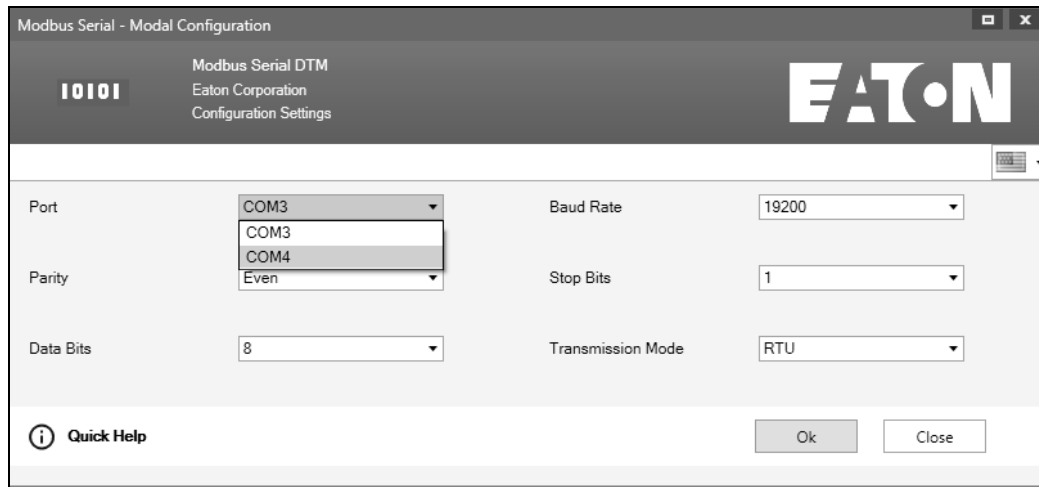 Modbus Serial - Modal Configuration
10101
Modbus Serial DTM
Eaton Corporation
Configuration Settings
EATON
Port
COM3
COM3
COM4
Baud Rate
19200
Parity
Even
Stop Bits
1
Data Bits
8
Transmission Mode
RTU
Quick Help
Ok
Close